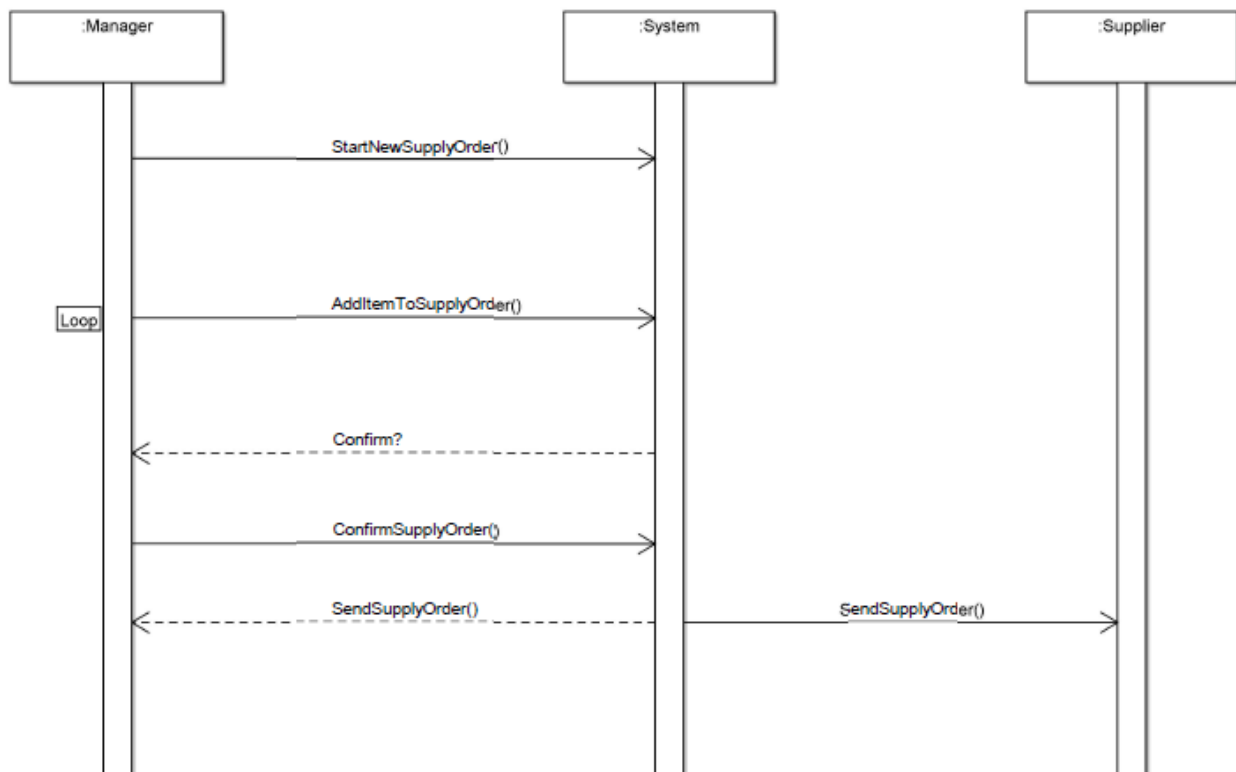 :Manager
:System
:Supplier
StartNewSupplyOrder()
AddItemToSupplyOrder()
Loop
Confirm?
ConfirmSupplyOrder()
SendSupplyOrder()
SendSupplyOrder()